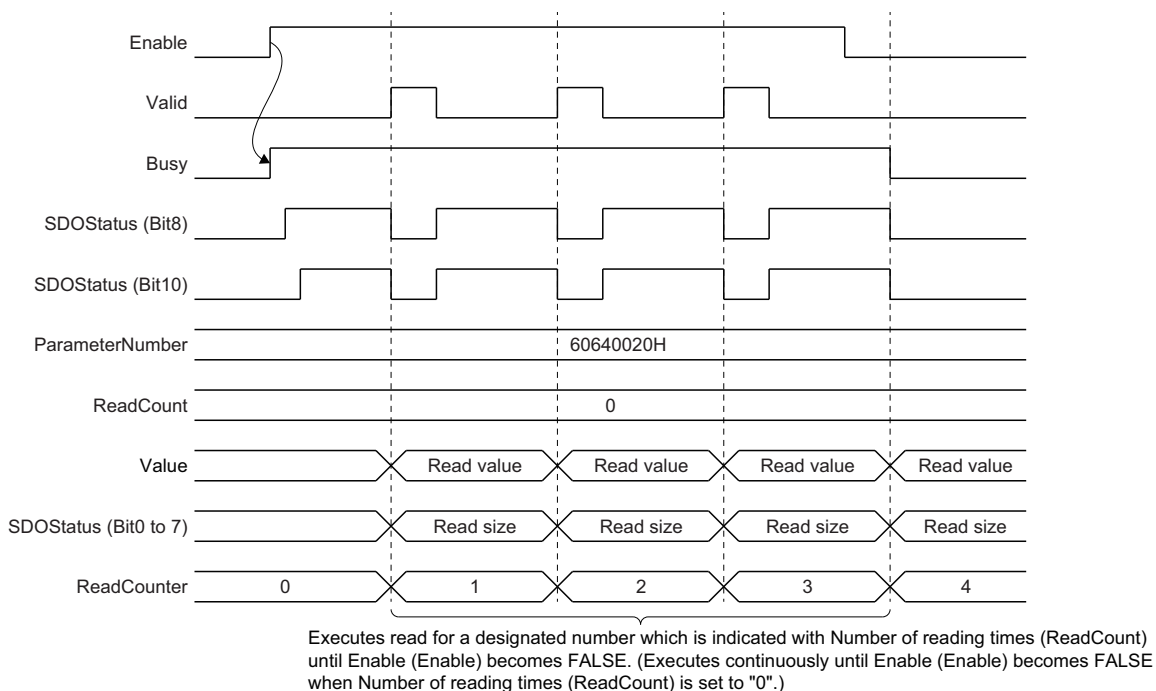 Enable
Valid
Busy
SDOStatus (Bit8)
SDOStatus (Bit10)
ParameterNumber 60640020H
ReadCount 0
Value Read value Read value Read value Read value
SDOStatus (Bit0 to 7) Read size Read size Read size Read size
ReadCounter 0 1 2 3 4
Executes read for a designated number which is indicated with Number of reading times (ReadCount)
until Enable (Enable) becomes FALSE. (Executes continuously until Enable (Enable) becomes FALSE
when Number of reading times (ReadCount) is set to "0".)